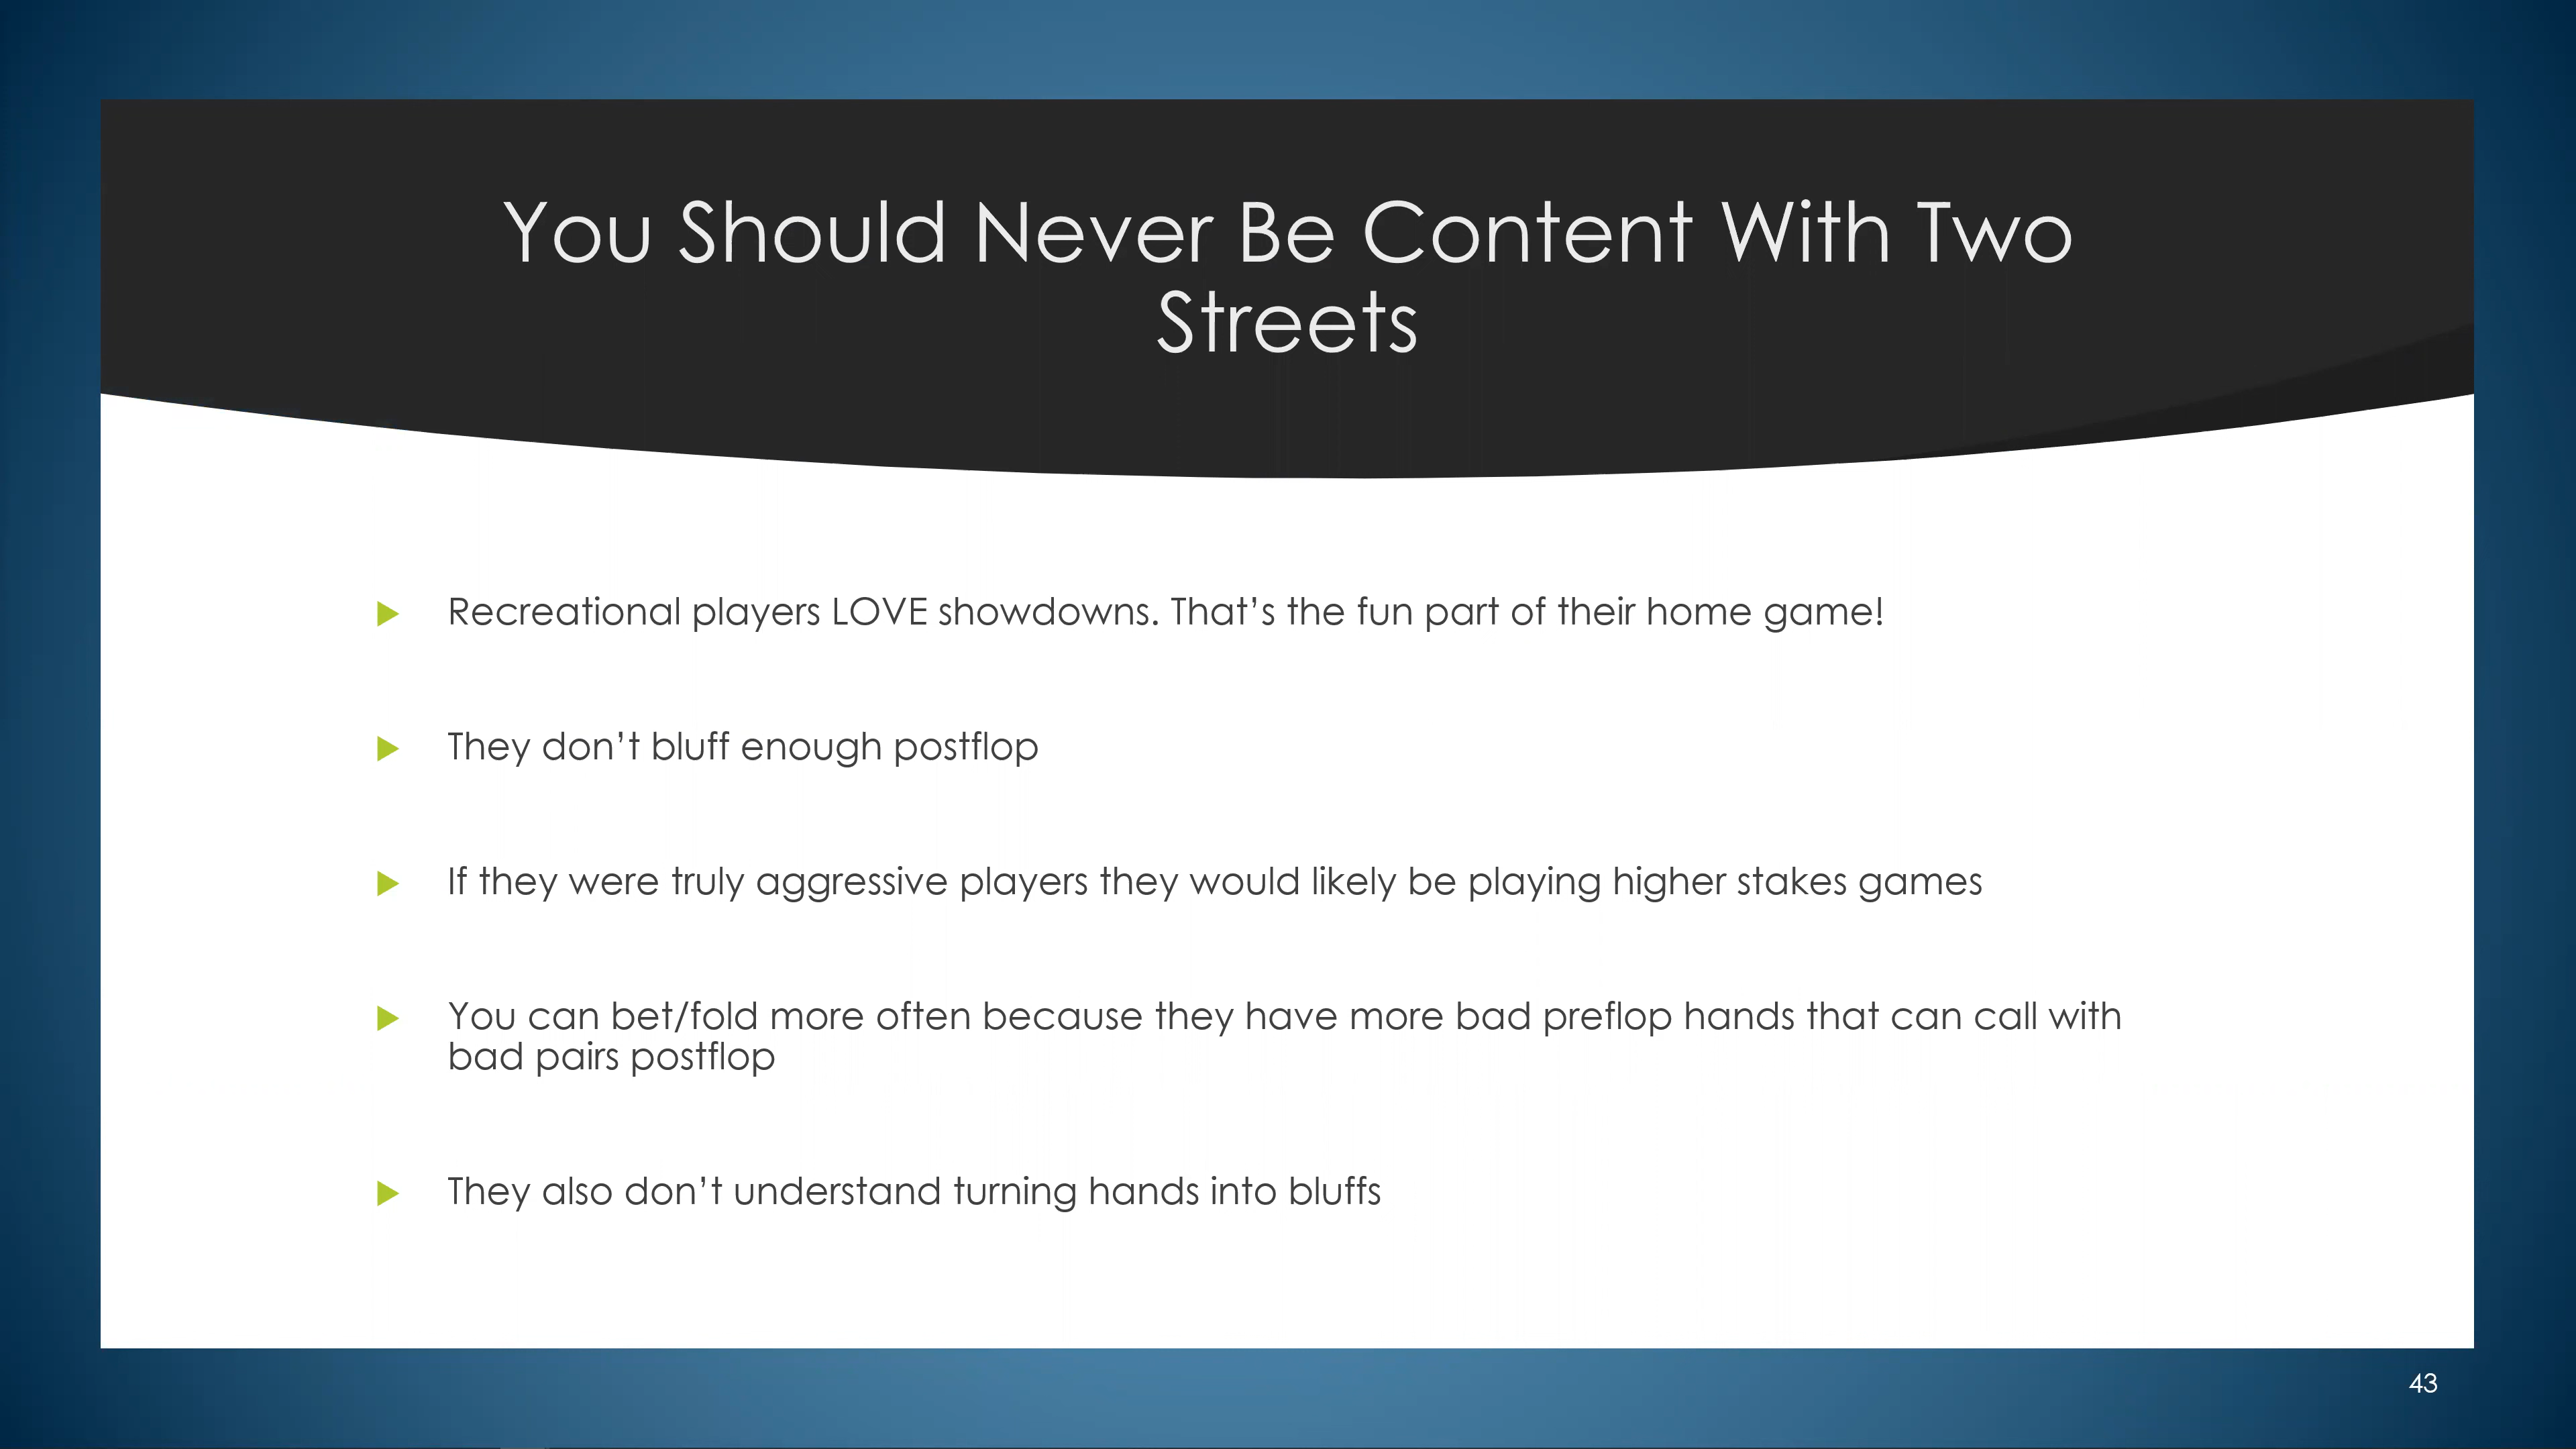 You Should Never Be Content With Two
Streets
Recreational players LOVE showdowns. That’s the fun part of their home game!
They don’t bluff enough postflop
If they were truly aggressive players they would likely be playing higher stakes games
You can bet/fold more often because they have more bad preflop hands that can call with
bad pairs postflop
They also don’t understand turning hands into bluffs
43